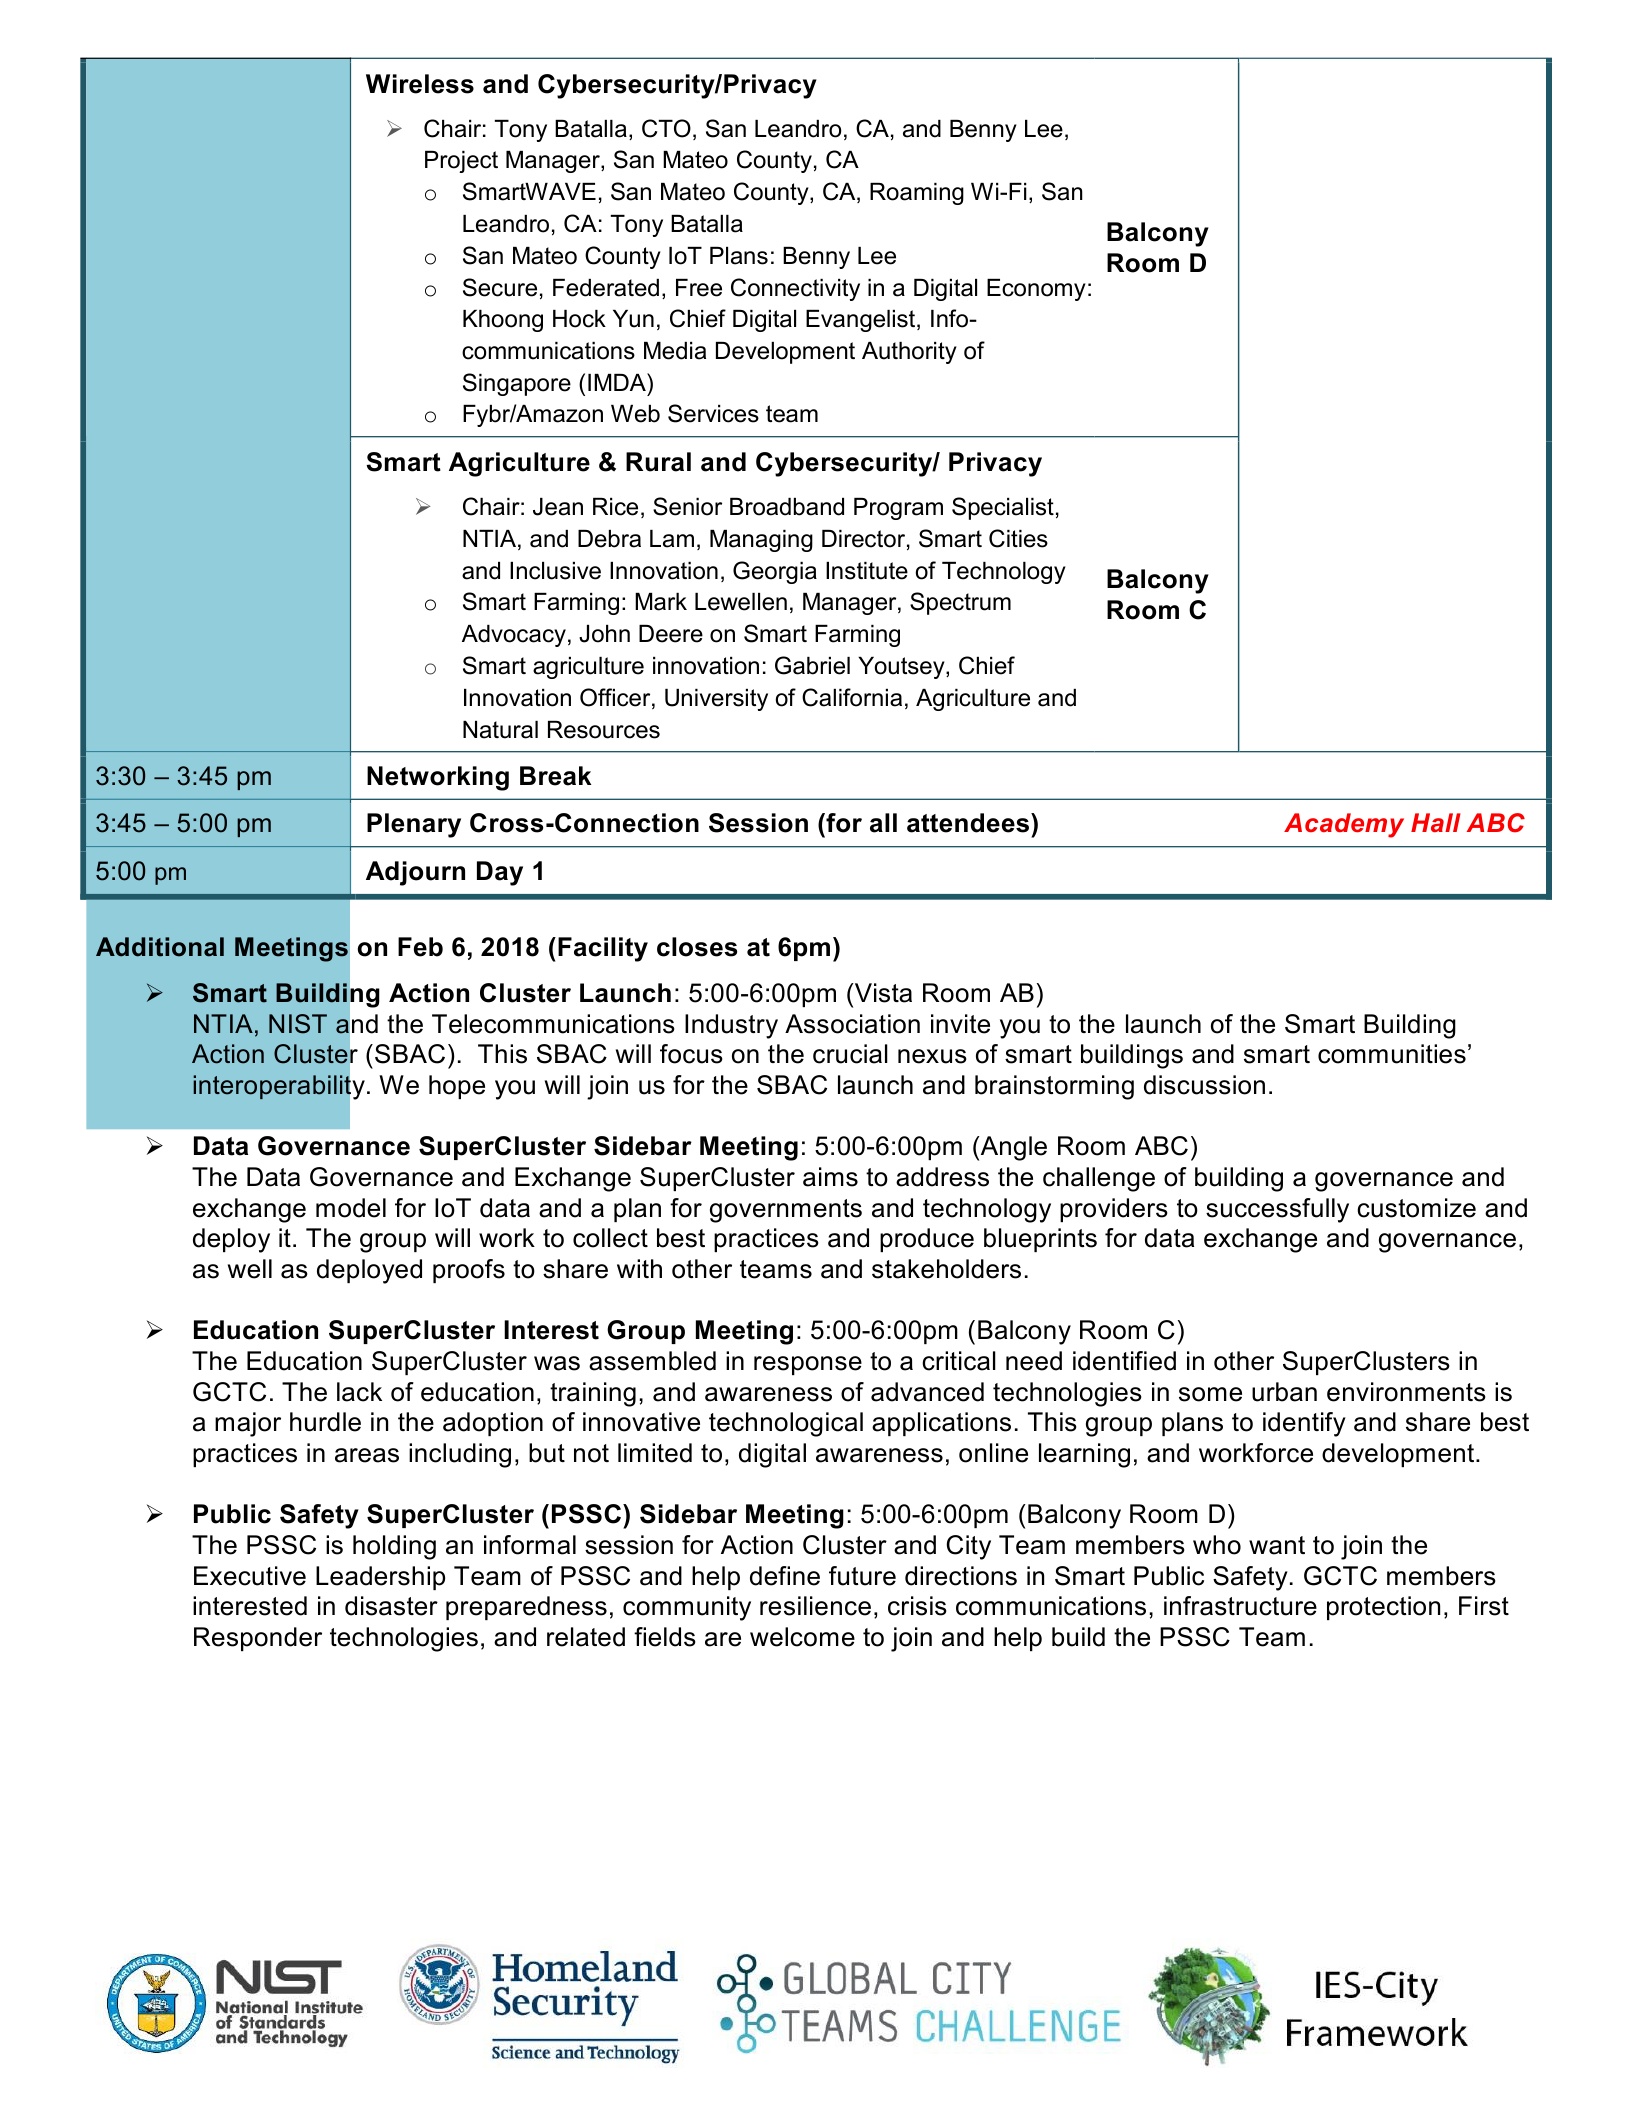 Wireless and Cybersecurity/Privacy
➢ Chair: Tony Batalla, CTO, San Leandro, CA, and Benny Lee,
Project Manager, San Mateo County, CA
o SmartWAVE, San Mateo County, CA, Roaming Wi-Fi, San
Leandro, CA: Tony Batalla
o San Mateo County IoT Plans: Benny Lee
o Secure, Federated, Free Connectivity in a Digital Economy:
Khoong Hock Yun, Chief Digital Evangelist, Info-
communications Media Development Authority of
Singapore (IMDA)
o Fybr/Amazon Web Services team
Balcony
Room D
Smart Agriculture & Rural and Cybersecurity/ Privacy
➢ Chair: Jean Rice, Senior Broadband Program Specialist,
NTIA, and Debra Lam, Managing Director, Smart Cities
and Inclusive Innovation, Georgia Institute of Technology
o Smart Farming: Mark Lewellen, Manager, Spectrum
Advocacy, John Deere on Smart Farming
o Smart agriculture innovation: Gabriel Youtsey, Chief
Innovation Officer, University of California, Agriculture and
Natural Resources
Balcony
Room C
3:30 – 3:45 pm Networking Break
3:45 – 5:00 pm Plenary Cross-Connection Session (for all attendees) Academy Hall ABC
5:00 pm Adjourn Day 1
Additional Meetings on Feb 6, 2018 (Facility closes at 6pm)
➢ Smart Building Action Cluster Launch: 5:00-6:00pm (Vista Room AB)
NTIA, NIST and the Telecommunications Industry Association invite you to the launch of the Smart Building
Action Cluster (SBAC).  This SBAC will focus on the crucial nexus of smart buildings and smart communities’
interoperability. We hope you will join us for the SBAC launch and brainstorming discussion.
➢ Data Governance SuperCluster Sidebar Meeting: 5:00-6:00pm (Angle Room ABC)
The Data Governance and Exchange SuperCluster aims to address the challenge of building a governance and
exchange model for IoT data and a plan for governments and technology providers to successfully customize and
deploy it. The group will work to collect best practices and produce blueprints for data exchange and governance,
as well as deployed proofs to share with other teams and stakeholders.
➢ Education SuperCluster Interest Group Meeting: 5:00-6:00pm (Balcony Room C)
The Education SuperCluster was assembled in response to a critical need identified in other SuperClusters in
GCTC. The lack of education, training, and awareness of advanced technologies in some urban environments is
a major hurdle in the adoption of innovative technological applications. This group plans to identify and share best
practices in areas including, but not limited to, digital awareness, online learning, and workforce development.
➢ Public Safety SuperCluster (PSSC) Sidebar Meeting: 5:00-6:00pm (Balcony Room D)
The PSSC is holding an informal session for Action Cluster and City Team members who want to join the
Executive Leadership Team of PSSC and help define future directions in Smart Public Safety. GCTC members
interested in disaster preparedness, community resilience, crisis communications, infrastructure protection, First
Responder technologies, and related fields are welcome to join and help build the PSSC Team.
DEPARTMENT OF COMMERCE
UNITED STATES OF AMERICA
NIST
National Institute
of Standards
and Technology
U.S. DEPARTMENT OF
HOMELAND SECURITY
Homeland
Security
Science and Technology
GLOBAL CITY
TEAMS CHALLENGE
IES-City
Framework